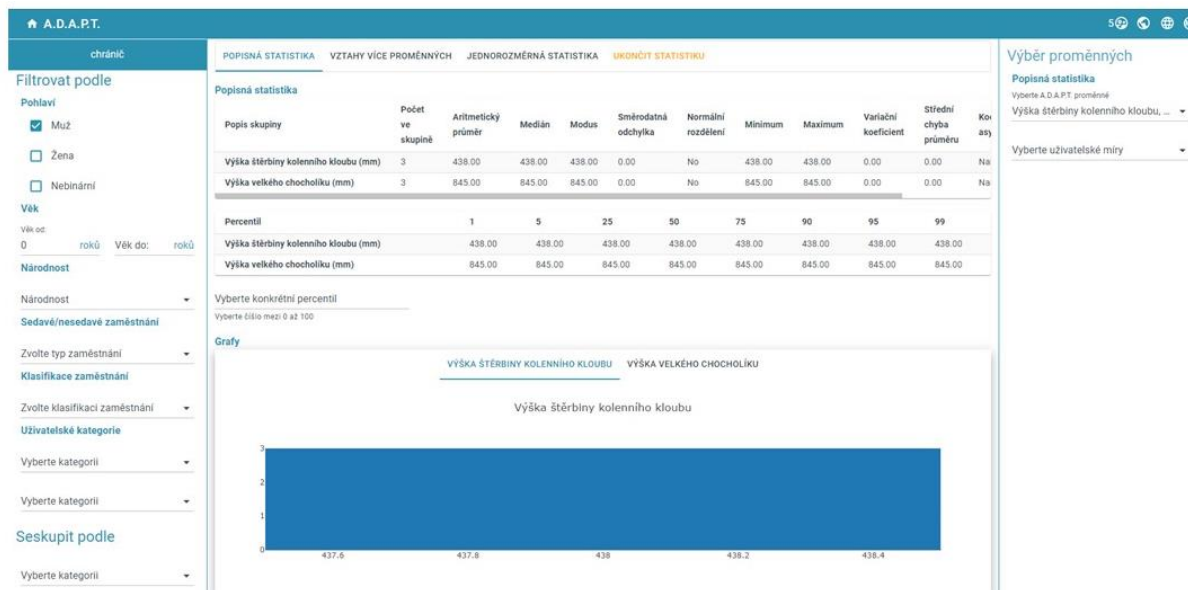 A.D.A.P.T.
5
chránič
Filtrovat podle
Pohlaví
Muž
Žena
Nebinární
Věk
Věk od:
0 roků Věk do: roků
Národnost
Národnost
Sedavé/nesedavé zaměstnání
Zvolte typ zaměstnání
Klasifikace zaměstnání
Zvolte klasifikaci zaměstnání
Uživatelské kategorie
Vyberte kategorii
Vyberte kategorii
Seskupit podle
Vyberte kategorii
POPISNÁ STATISTIKA VZTAHY VÍCE PROMĚNNÝCH JEDNOROZMĚRNÁ STATISTIKA UKONČIT STATISTIKU
Popisná statistika
Popis skupiny Počet ve skupině Aritmetický průměr Medián Modus Směrodatná odchylka Normální rozdělení Minimum Maximum Variační koeficient Střední chyba průměru
Výška štěrbiny kolenního kloubu (mm) 3 438.00 438.00 438.00 0.00 No 438.00 438.00 0.00 0.00 Na
Výška velkého chocholíku (mm) 3 845.00 845.00 845.00 0.00 No 845.00 845.00 0.00 0.00 Na
Percentil 1 5 25 50 75 90 95 99
Výška štěrbiny kolenního kloubu (mm) 438.00 438.00 438.00 438.00 438.00 438.00 438.00 438.00
Výška velkého chocholíku (mm) 845.00 845.00 845.00 845.00 845.00 845.00 845.00 845.00
Vyberte konkrétní percentil
Vyberte číslo mezi 0 až 100
Grafy
VÝŠKA ŠTĚRBINY KOLENNÍHO KLOUBU VÝŠKA VELKÉHO CHOCHOLÍKU
Výška štěrbiny kolenního kloubu
3
2
1
0
437.6 437.8 438 438.2 438.4
Výběr proměnných
Popisná statistika
Vyberte A.D.A.P.T. proměnné
Výška štěrbiny kolenního kloubu, ...
Vyberte uživatelské míry